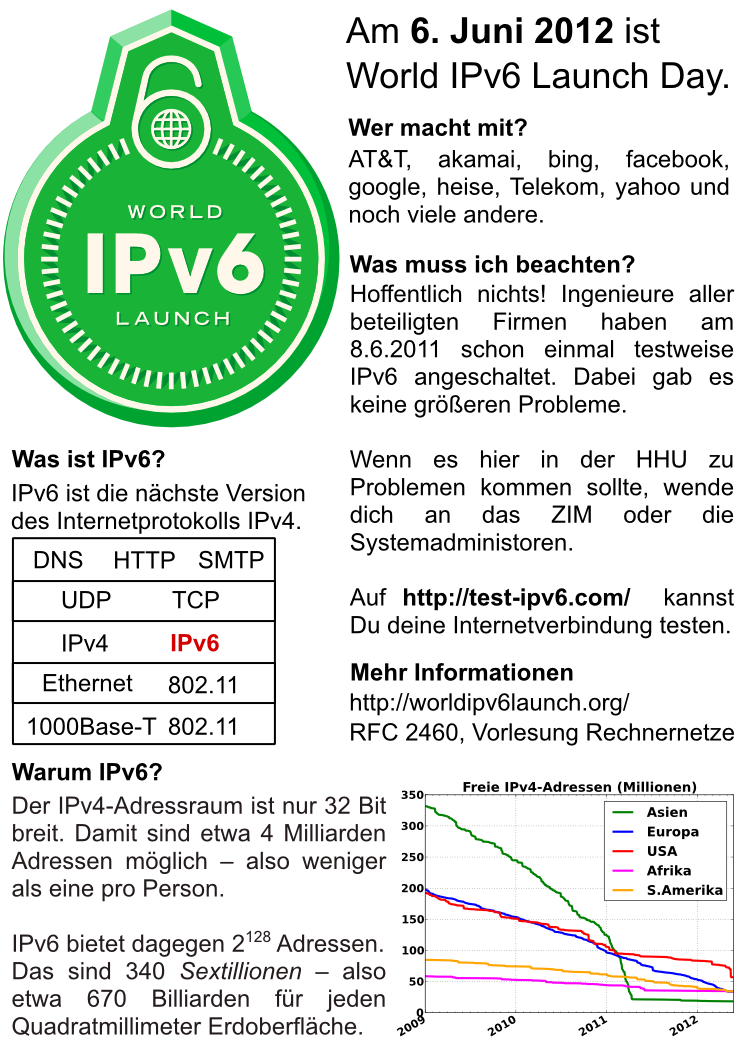 WORLD
IPv6
LAUNCH
Am 6. Juni 2012 ist
World IPv6 Launch Day.
Wer macht mit?
AT&T, akamai, bing, facebook,
google, heise, Telekom, yahoo und
noch viele andere.
Was muss ich beachten?
Hoffentlich nichts! Ingenieure aller
beteiligten Firmen haben am
8.6.2011 schon einmal testweise
IPv6 angeschaltet. Dabei gab es
keine größeren Probleme.
Wenn es hier in der HHU zu
Problemen kommen sollte, wende
dich an das ZIM oder die
Systemadministoren.
Auf http://test-ipv6.com/ kannst
Du deine Internetverbindung testen.
Mehr Informationen
http://worldipv6launch.org/
RFC 2460, Vorlesung Rechnernetze
Was ist IPv6?
IPv6 ist die nächste Version
des Internetprotokolls IPv4.
DNS HTTP SMTP
UDP TCP
IPv4 IPv6
Ethernet 802.11
1000Base-T 802.11
Warum IPv6?
Der IPv4-Adressraum ist nur 32 Bit
breit. Damit sind etwa 4 Milliarden
Adressen möglich – also weniger
als eine pro Person.
IPv6 bietet dagegen 2¹²⁸ Adressen.
Das sind 340 Sextillionen – also
etwa 670 Billiarden für jeden
Quadratmillimeter Erdoberfläche.
Freie IPv4-Adressen (Millionen)
350
300
250
200
150
100
50
0
2009 2010 2011 2012
Asien
Europa
USA
Afrika
S.Amerika